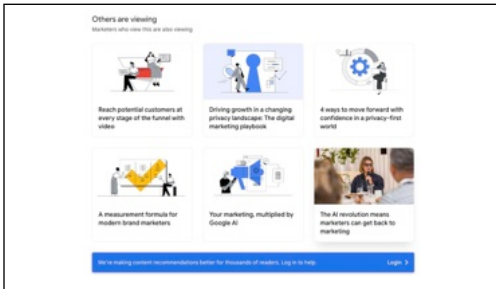 Others are viewing
Marketers who view this are also viewing
Reach potential customers at
every stage of the funnel with
video
Driving growth in a changing
privacy landscape: The digital
marketing playbook
4 ways to move forward with
confidence in a privacy-first
world
A measurement formula for
modern brand marketers
Your marketing, multiplied by
Google AI
The AI revolution means
marketers can get back to
marketing
We're making content recommendations better for thousands of readers. Log in to help.
Login